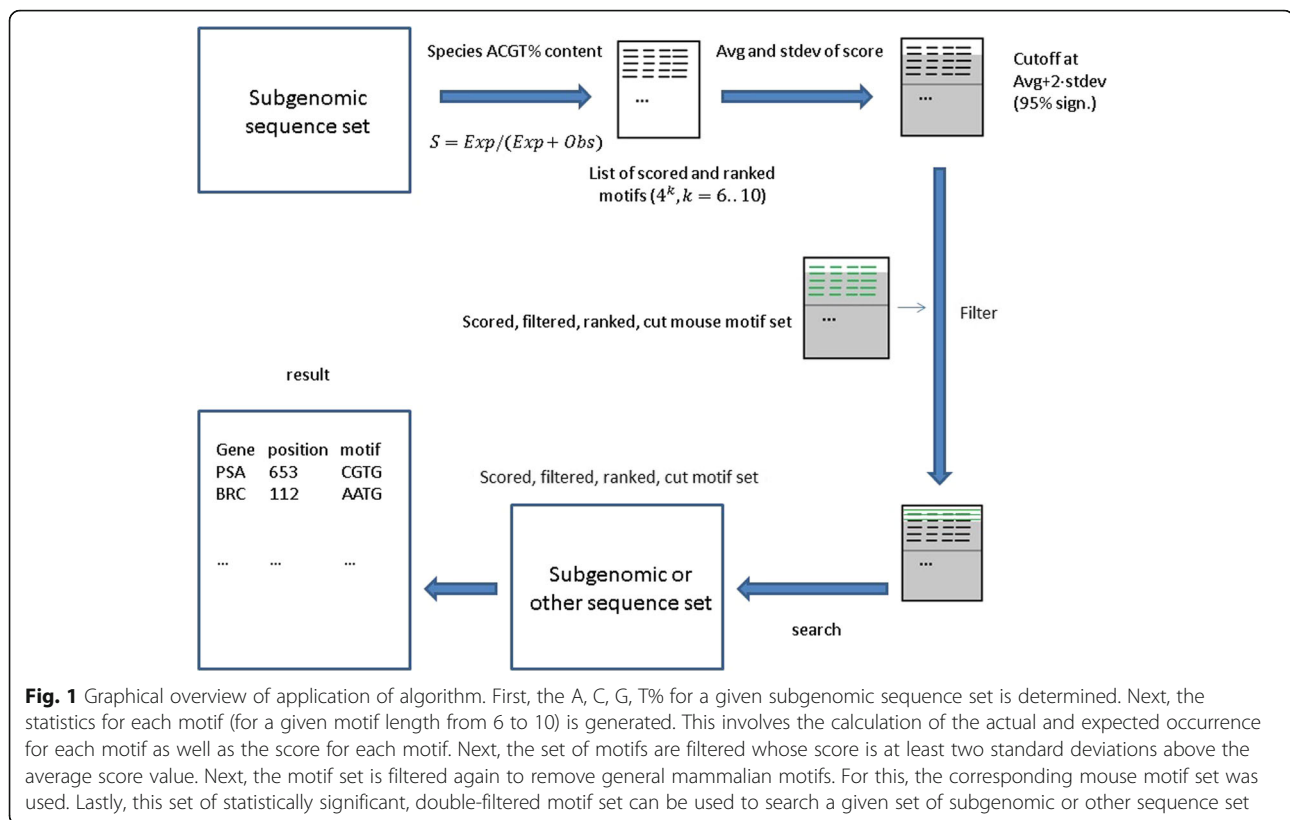 Species ACGT% content
Avg and stdev of score
Subgenomic
sequence set
...
...
Cutoff at
Avg+2·stdev
(95% sign.)
S = Exp/(Exp + Obs)
List of scored and ranked
motifs (4^k, k = 6..10)
Scored, filtered, ranked, cut mouse motif set
...
Filter
result
Gene position motif
PSA 653 CGTG
BRC 112 AATG
... ... ...
Scored, filtered, ranked, cut motif set
Subgenomic or
other sequence set
search
...
Fig. 1 Graphical overview of application of algorithm. First, the A, C, G, T% for a given subgenomic sequence set is determined. Next, the
statistics for each motif (for a given motif length from 6 to 10) is generated. This involves the calculation of the actual and expected occurrence
for each motif as well as the score for each motif. Next, the set of motifs are filtered whose score is at least two standard deviations above the
average score value. Next, the motif set is filtered again to remove general mammalian motifs. For this, the corresponding mouse motif set was
used. Lastly, this set of statistically significant, double-filtered motif set can be used to search a given set of subgenomic or other sequence set